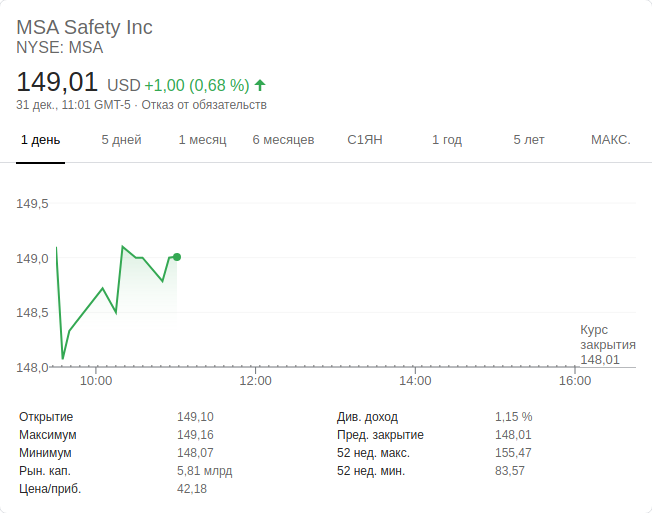 MSA Safety Inc
NYSE: MSA
149,01 USD +1,00 (0,68 %)
31 дек., 11:01 GMT-5 · Отказ от обязательств
1 день 5 дней 1 месяц 6 месяцев С1ЯН 1 год 5 лет МАКС.
149,5
149,0
148,5
Курс
закрытия
148,01
148,0
10:00 12:00 14:00 16:00
Открытие 149,10 Див. доход 1,15 %
Максимум 149,16 Пред. закрытие 148,01
Минимум 148,07 52 нед. макс. 155,47
Рын. кап. 5,81 млрд 52 нед. мин. 83,57
Цена/приб. 42,18